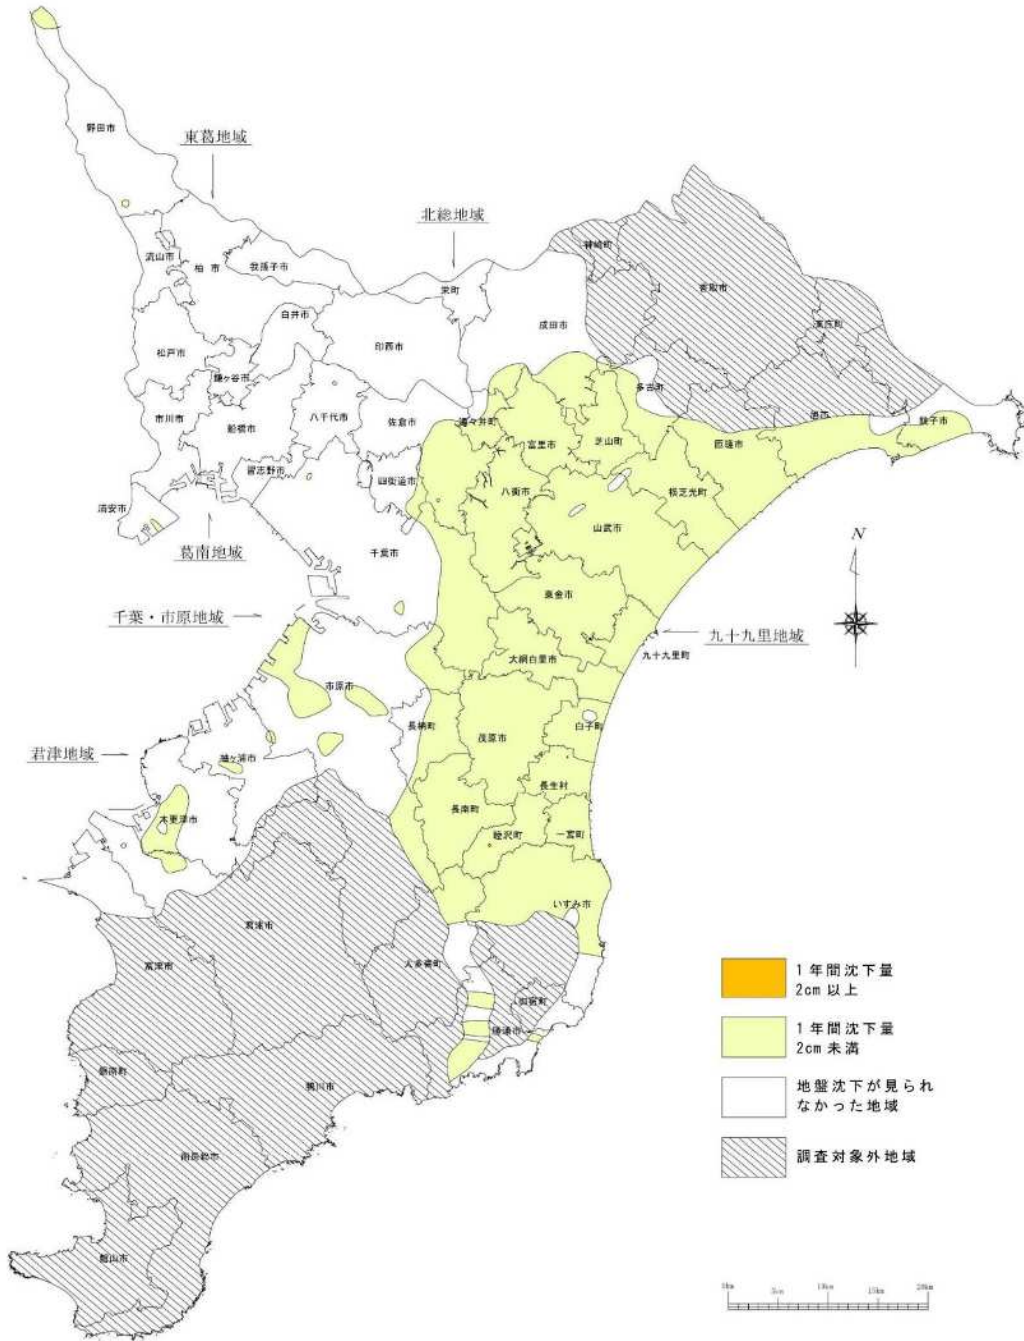 野田市
東葛地域
北総地域
神崎町
流山市
柏市
我孫子市
栄町
香取市
成田市
東庄町
白井市
印西市
松戸市
鎌ヶ谷市
多古町
市川市
船橋市
八千代市
佐倉市
酒々井町
富里市
芝山町
旭市
匝瑳市
銚子市
習志野市
四街道市
八街市
横芝光町
浦安市
山武市
葛南地域
千葉市
N
東金市
千葉・市原地域
九十九里地域
九十九里町
大網白里市
市原市
長柄町
茂原市
白子町
君津地域
袖ヶ浦市
長生村
長南町
木更津市
睦沢町
一宮町
いすみ市
君津市
富津市
大多喜町
御宿町
勝浦市
鋸南町
鴨川市
南房総市
館山市
1年間沈下量
2cm以上
1年間沈下量
2cm未満
地盤沈下が見られ
なかった地域
調査対象外地域
0km 5km 10km 15km 20km